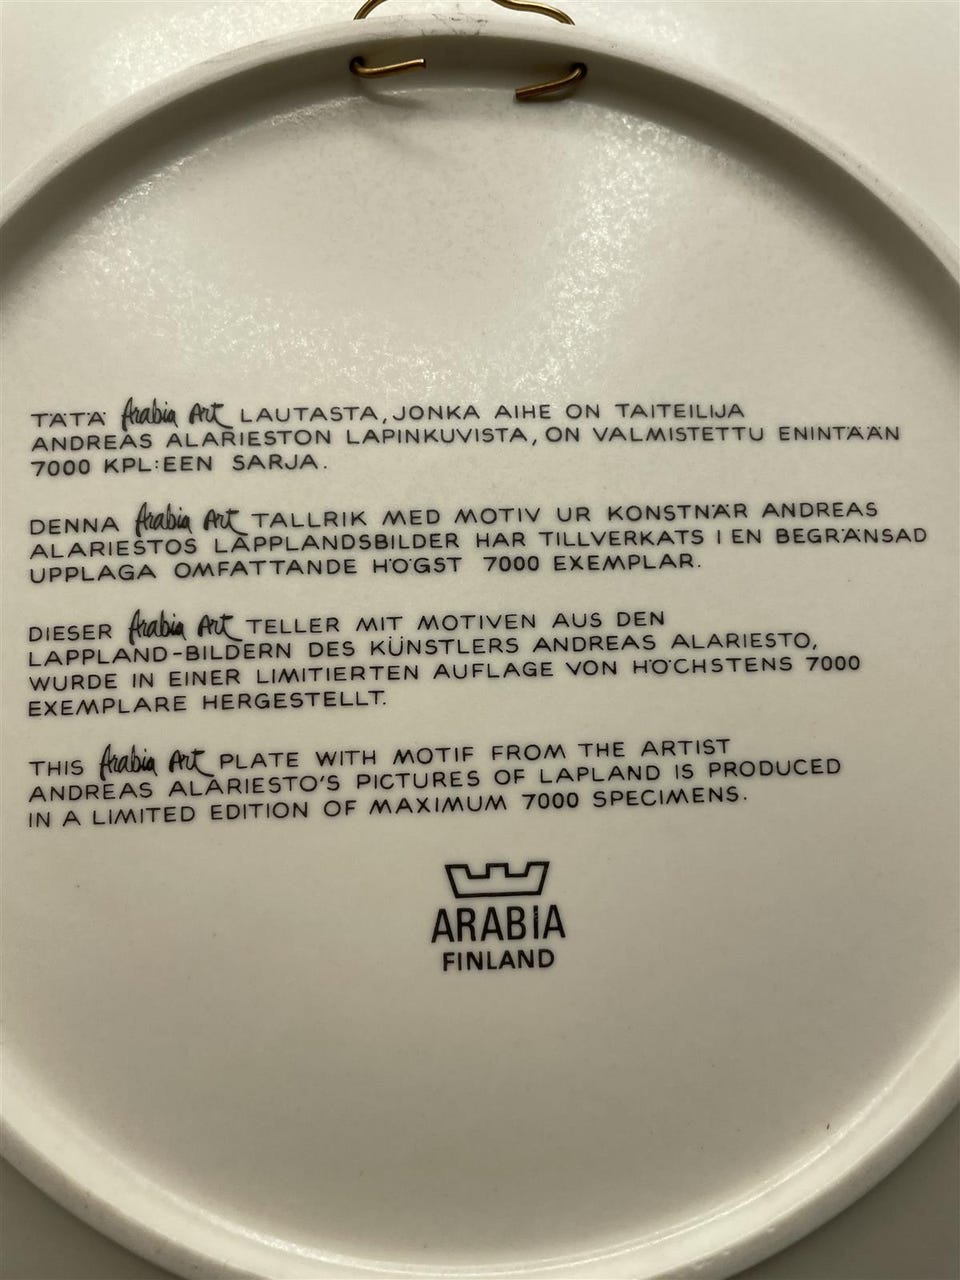 TÄTÄ Arabia Art LAUTASTA, JONKA AIHE ON TAITEILIJA
ANDREAS ALARIESTON LAPINKUVISTA, ON VALMISTETTU ENINTÄÄN
7000 KPL:EEN SARJA.
DENNA Arabia Art TALLRIK MED MOTIV UR KONSTNÄR ANDREAS
ALARIESTOS LAPPLANDSBILDER HAR TILLVERKATS I EN BEGRÄNSAD
UPPLAGA OMFATTANDE HÖGST 7000 EXEMPLAR.
DIESER Arabia Art TELLER MIT MOTIVEN AUS DEN
LAPPLAND-BILDERN DES KÜNSTLERS ANDREAS ALARIESTO,
WURDE IN EINER LIMITIERTEN AUFLAGE VON HÖCHSTENS 7000
EXEMPLARE HERGESTELLT.
THIS Arabia Art PLATE WITH MOTIF FROM THE ARTIST
ANDREAS ALARIESTO'S PICTURES OF LAPLAND IS PRODUCED
IN A LIMITED EDITION OF MAXIMUM 7000 SPECIMENS.
ARABIA
FINLAND